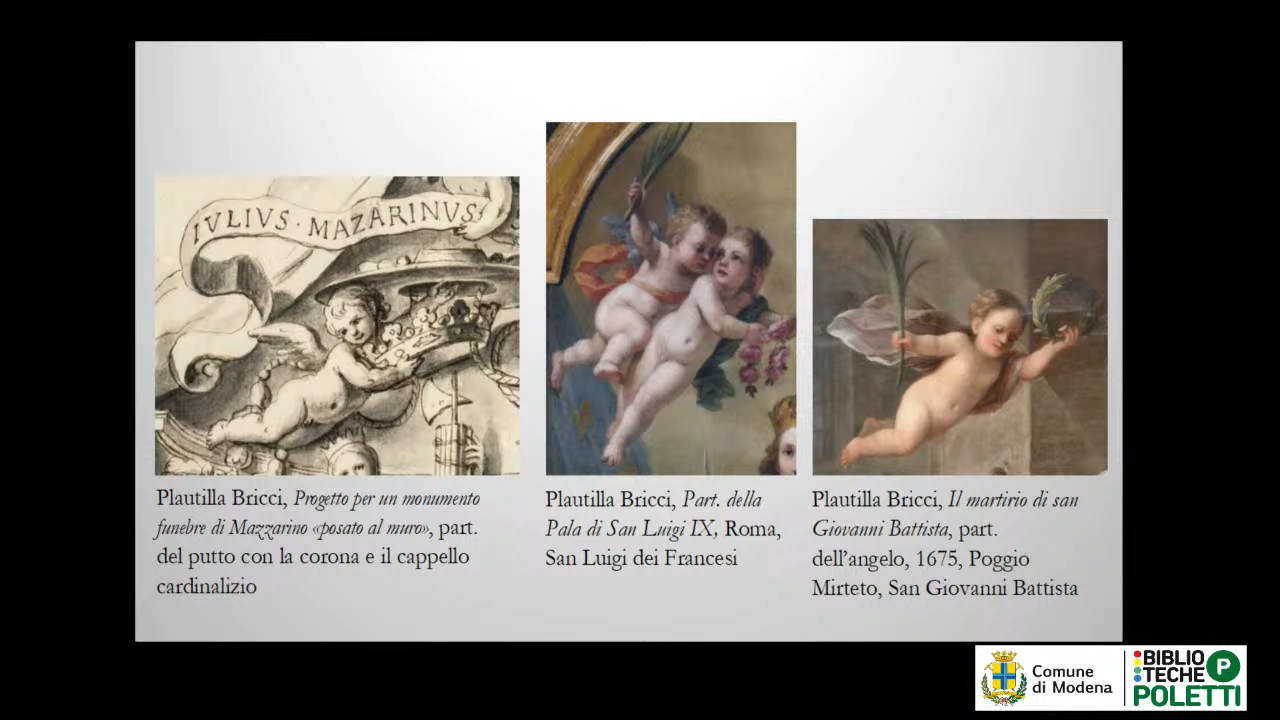 IVLIVS · MAZARINVS
Plautilla Bricci, Progetto per un monumento
funebre di Mazzarino «posato al muro», part.
del putto con la corona e il cappello
cardinalizio
Plautilla Bricci, Part. della
Pala di San Luigi IX, Roma,
San Luigi dei Francesi
Plautilla Bricci, Il martirio di san
Giovanni Battista, part.
dell’angelo, 1675, Poggio
Mirteto, San Giovanni Battista
Comune
di Modena
BIBLIO
TECHE
P
POLETTI